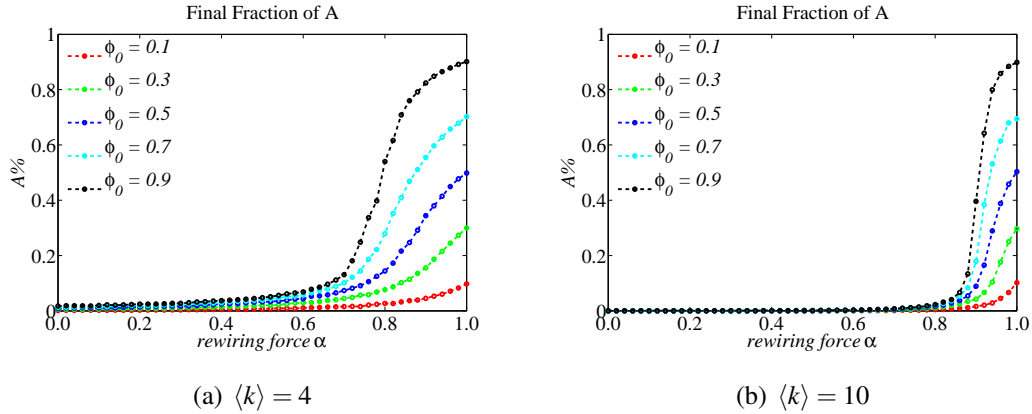 Final Fraction of A
1
0.8
0.6
0.4
0.2
0
A%
ϕ0 = 0.1
ϕ0 = 0.3
ϕ0 = 0.5
ϕ0 = 0.7
ϕ0 = 0.9
0.0 0.2 0.4 0.6 0.8 1.0
rewiring force α
(a) ⟨k⟩ = 4
Final Fraction of A
1
0.8
0.6
0.4
0.2
0
A%
ϕ0 = 0.1
ϕ0 = 0.3
ϕ0 = 0.5
ϕ0 = 0.7
ϕ0 = 0.9
0.0 0.2 0.4 0.6 0.8 1.0
rewiring force α
(b) ⟨k⟩ = 10